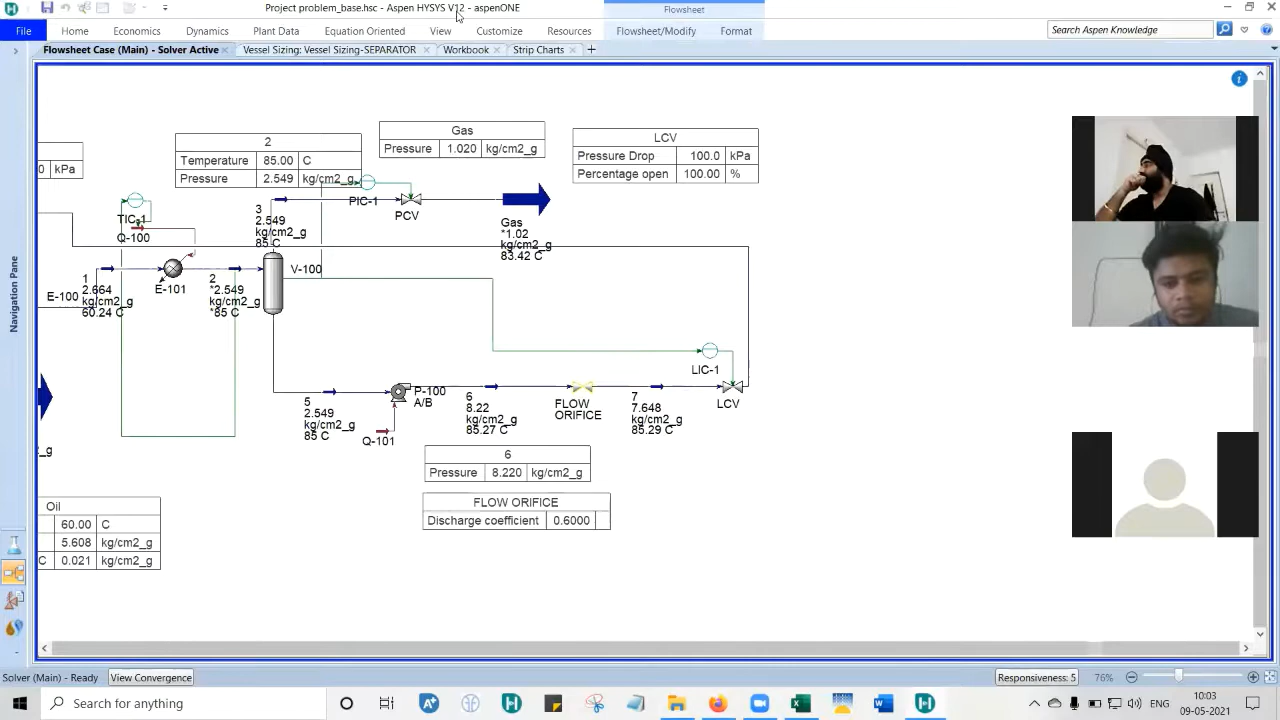 Project problem_base.hsc - Aspen HYSYS V12 - aspenONE
Flowsheet
File
Home
Economics
Dynamics
Plant Data
Equation Oriented
View
Customize
Resources
Flowsheet/Modify
Format
Search Aspen Knowledge
Flowsheet Case (Main) - Solver Active
Vessel Sizing: Vessel Sizing-SEPARATOR
Workbook
Strip Charts
Navigation Pane
0 kPa
2
Temperature 85.00 C
Pressure 2.549 kg/cm2_g
Gas
Pressure 1.020 kg/cm2_g
LCV
Pressure Drop 100.0 kPa
Percentage open 100.00 %
TIC-1
Q-100
PIC-1
PCV
3
2.549
kg/cm2_g
85 C
Gas
*1.02
kg/cm2_g
83.42 C
E-100
1
2.664
kg/cm2_g
60.24 C
E-101
2
*2.549
kg/cm2_g
*85 C
V-100
LIC-1
LCV
5
2.549
kg/cm2_g
85 C
P-100
A/B
Q-101
6
8.22
kg/cm2_g
85.27 C
FLOW
ORIFICE
7
7.648
kg/cm2_g
85.29 C
6
Pressure 8.220 kg/cm2_g
FLOW ORIFICE
Discharge coefficient 0.6000
_g
Oil
60.00 C
5.608 kg/cm2_g
C 0.021 kg/cm2_g
Solver (Main) - Ready
View Convergence
Responsiveness: 5
76%
Type here to search
ENG
10:03
09-05-2021